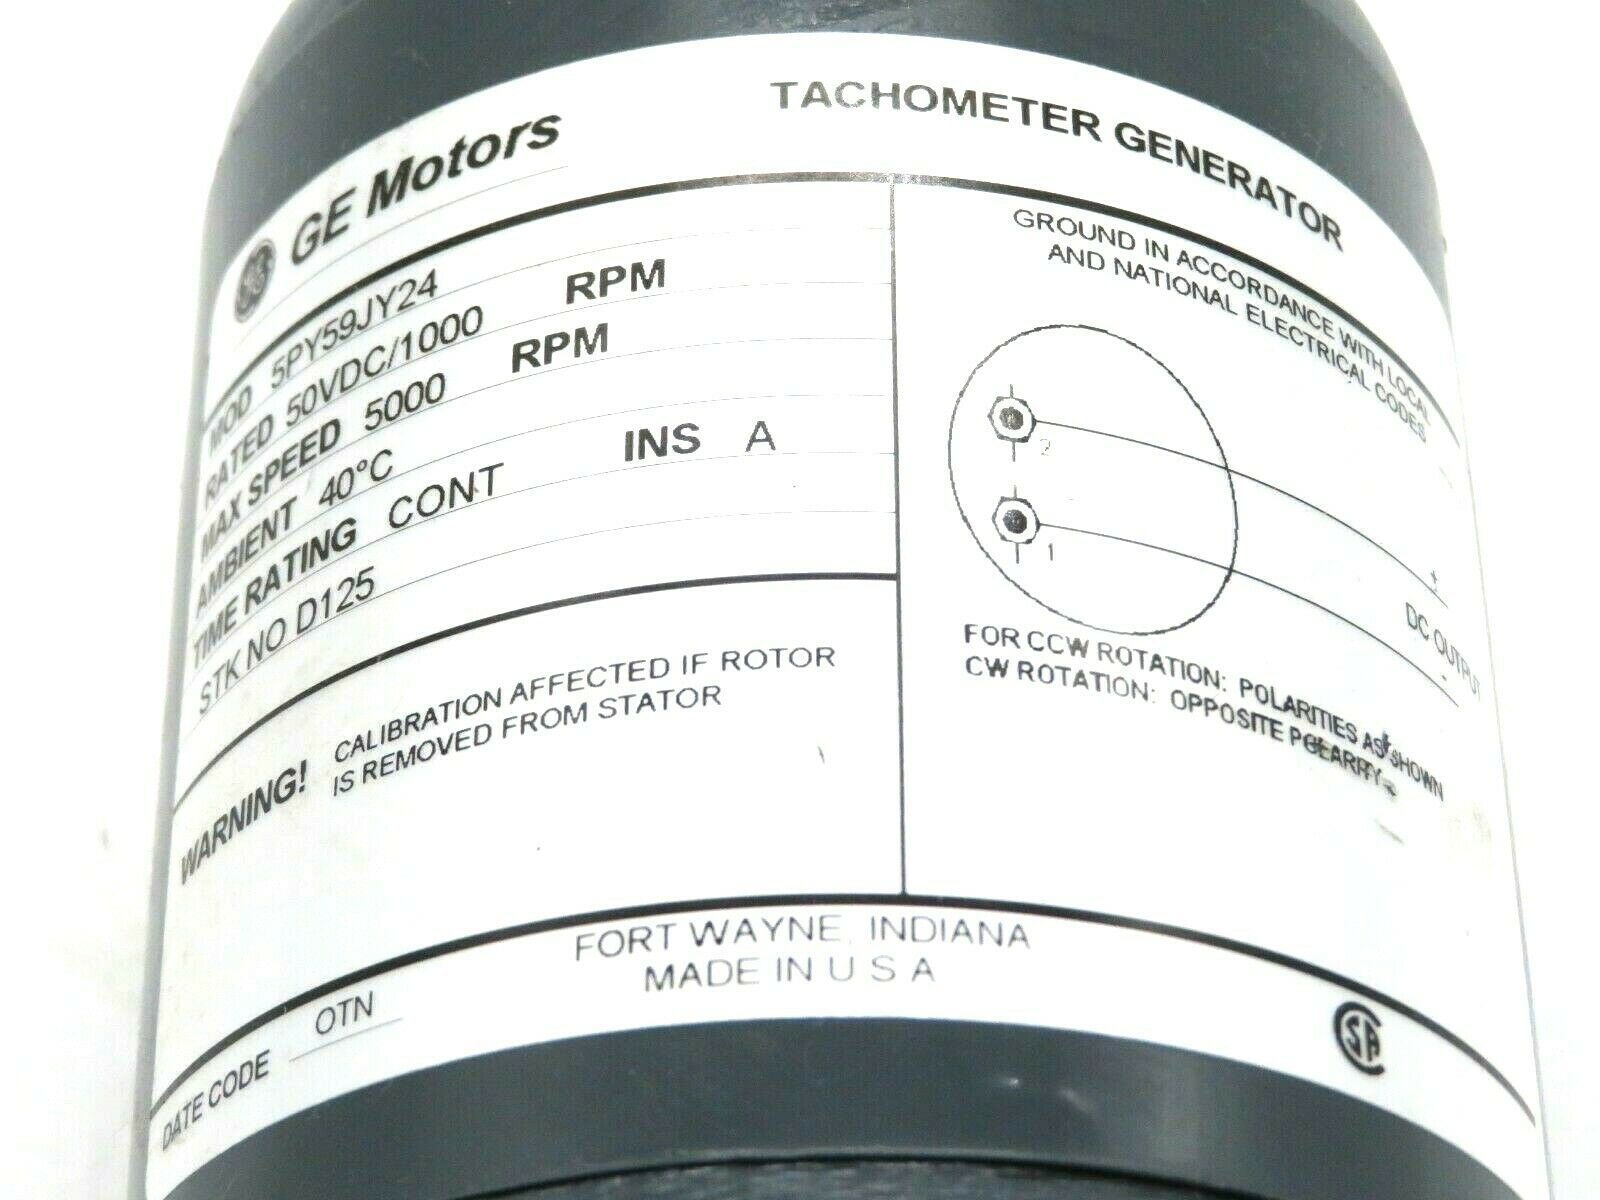 GE Motors
TACHOMETER GENERATOR
MOD 5PY59JY24
RATED 50VDC/1000 RPM
MAX SPEED 5000 RPM
AMBIENT 40°C
TIME RATING CONT INS A
STK NO D125
WARNING! CALIBRATION AFFECTED IF ROTOR
IS REMOVED FROM STATOR
GROUND IN ACCORDANCE WITH LOCAL
AND NATIONAL ELECTRICAL CODES
2
1
+
DC OUTPUT
-
FOR CCW ROTATION: POLARITIES AS SHOWN
CW ROTATION: OPPOSITE
FORT WAYNE, INDIANA
MADE IN U S A
DATE CODE OTN
CSA